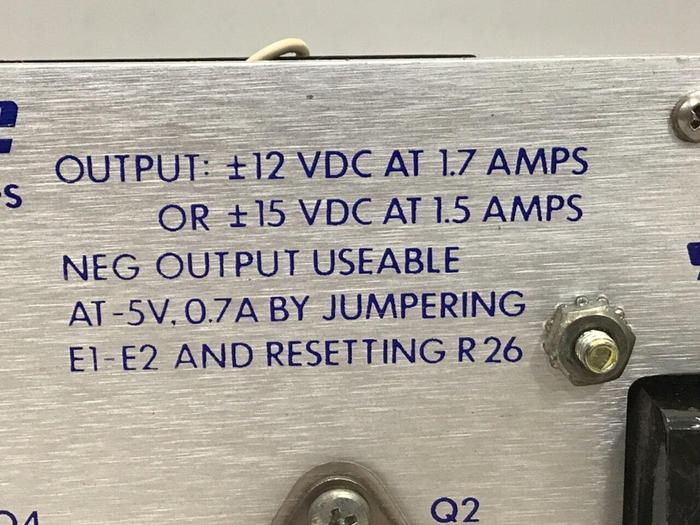 OUTPUT: ±12 VDC AT 1.7 AMPS
OR ±15 VDC AT 1.5 AMPS
NEG OUTPUT USEABLE
AT -5V, 0.7A BY JUMPERING
E1-E2 AND RESETTING R26
Q2